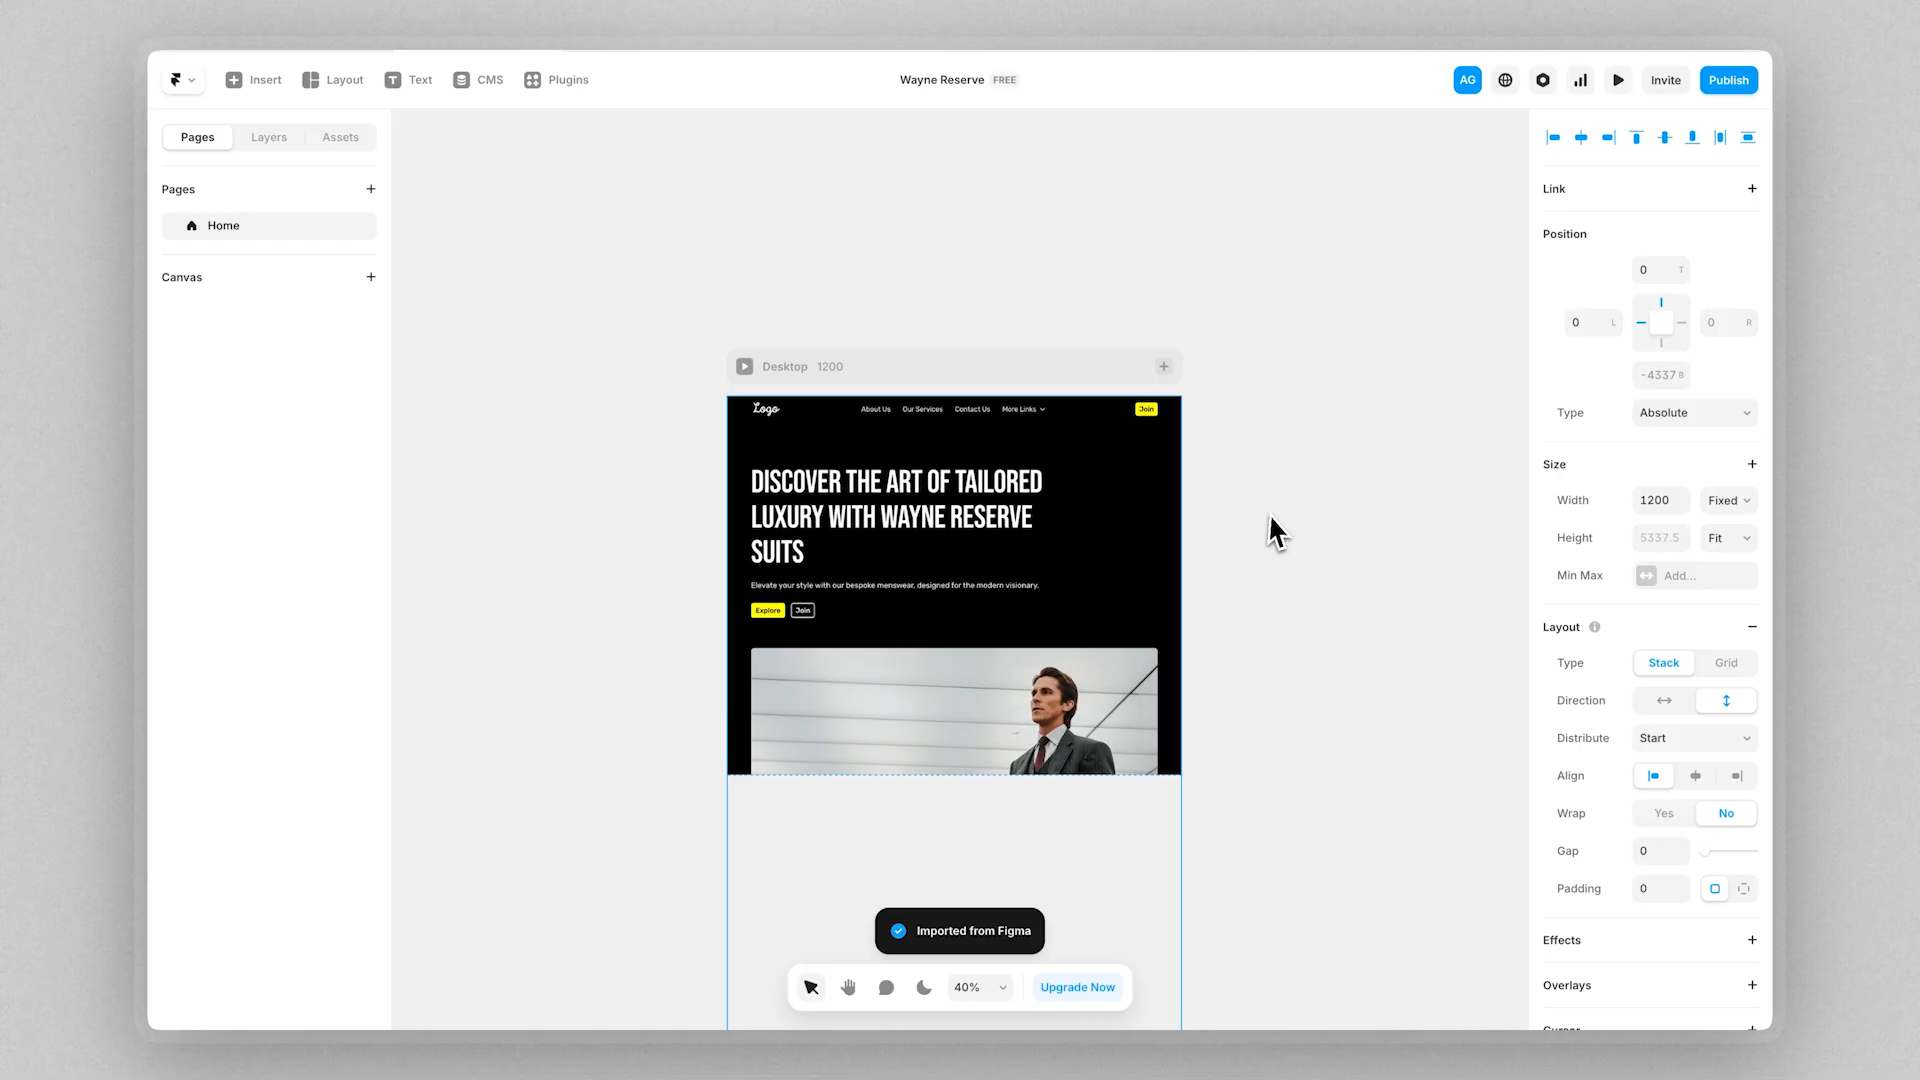 Insert
Layout
Text
CMS
Plugins
Wayne Reserve FREE
AG
Invite
Publish
Pages
Layers
Assets
Pages
Home
Canvas
Desktop 1200
Logo
About Us
Our Services
Contact Us
More Links
Join
DISCOVER THE ART OF TAILORED
LUXURY WITH WAYNE RESERVE
SUITS
Elevate your style with our bespoke menswear, designed for the modern visionary.
Explore
Join
Imported from Figma
40%
Upgrade Now
Link
Position
0 T
0 L
0 R
-4337 B
Type Absolute
Size
Width 1200 Fixed
Height 5337.5 Fit
Min Max Add...
Layout
Type Stack Grid
Direction
Distribute Start
Align
Wrap Yes No
Gap 0
Padding 0
Effects
Overlays
Cursor